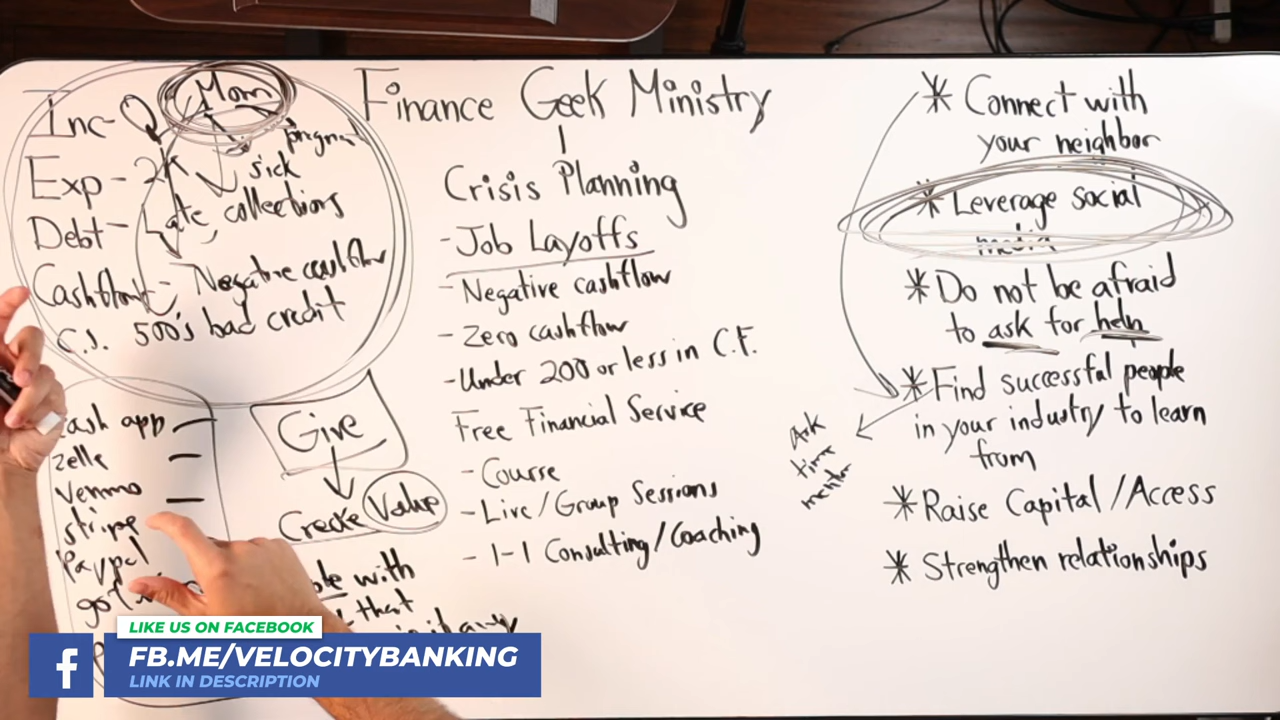 Finance Geek Ministry
Mom
Inc-
pregnant
Exp - 2K
sick
Debt - Late, collections
Cashflow - Negative cashflow
C.S. 500's bad credit
cash app
Zelle
Venmo
stripe
Paypal
Give
Create Value
with
that
Crisis Planning
- Job Layoffs
- Negative cashflow
- Zero cashflow
- Under 200 or less in C.F.
Free Financial Service
- Course
- Live/Group Sessions
- 1-1 Consulting/Coaching
* Connect with
your neighbor
* Leverage social
media
* Do not be afraid
to ask for help
* Find successful people
in your industry to learn
from
Ask
time
mentor
* Raise Capital/Access
* Strengthen relationships
LIKE US ON FACEBOOK
f
FB.ME/VELOCITYBANKING
LINK IN DESCRIPTION